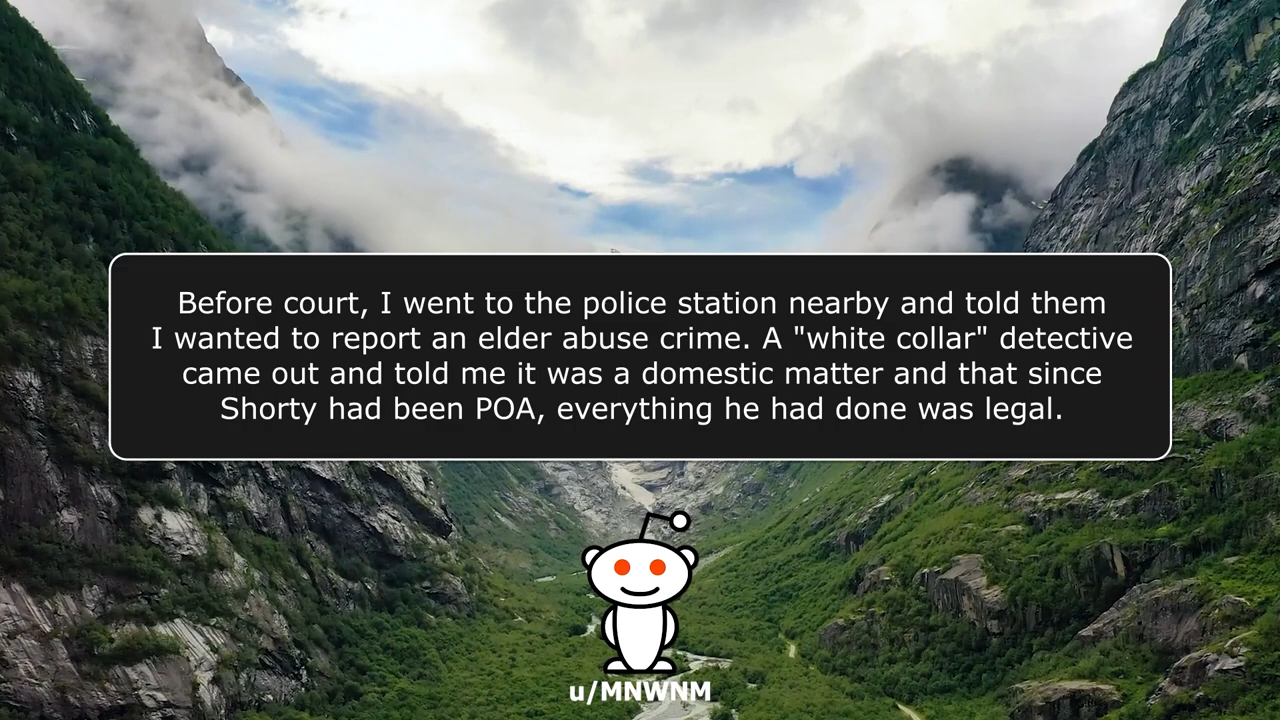 Before court, I went to the police station nearby and told them
I wanted to report an elder abuse crime. A "white collar" detective
came out and told me it was a domestic matter and that since
Shorty had been POA, everything he had done was legal.
u/MNWNM